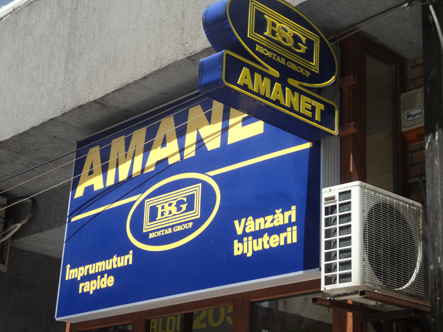 BSG
BIOSTAR GROUP
AMANET
AMANE
BSG
BIOSTAR GROUP
Împrumuturi
rapide
Vânzări
bijuterii